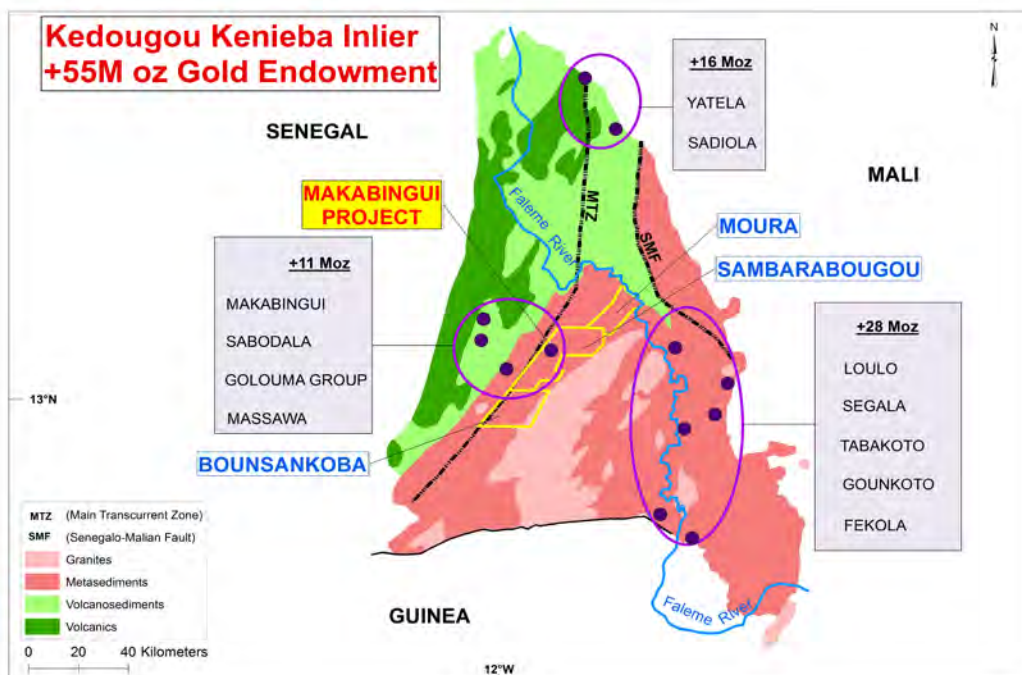 Kedougou Kenieba Inlier
+55M oz Gold Endowment
N
+16 Moz
YATELA
SADIOLA
SENEGAL
MALI
MAKABINGUI
PROJECT
Faleme River
MTZ
SMF
MOURA
SAMBARABOUGOU
+11 Moz
MAKABINGUI
SABODALA
GOLOUMA GROUP
MASSAWA
+28 Moz
LOULO
SEGALA
TABAKOTO
GOUNKOTO
FEKOLA
13°N
BOUNSANKOBA
MTZ (Main Transcurrent Zone)
SMF (Senegalo-Malian Fault)
Granites
Metasediments
Volcanosediments
Volcanics
0 20 40 Kilometers
GUINEA
Faleme River
12°W